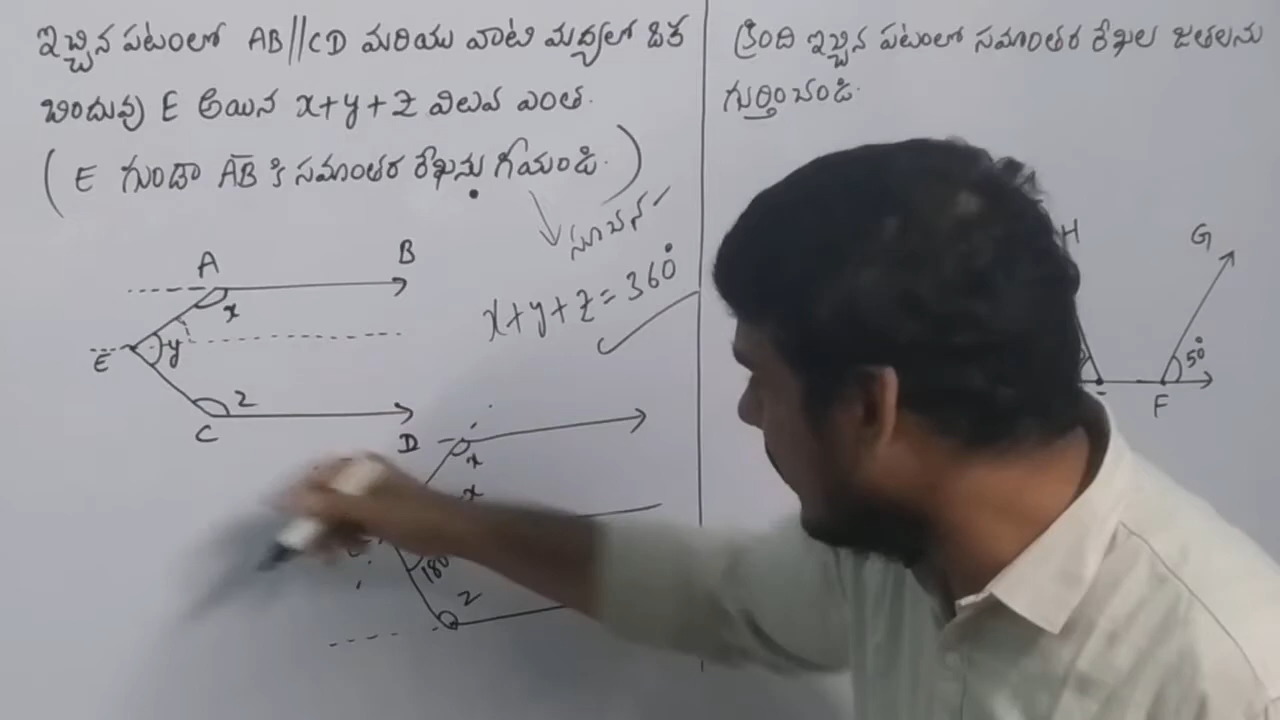 ఇచ్చిన పటంలో AB||CD మరియు వాటి మధ్యలో ఒక
బిందువు E అయిన x+y+z విలువ ఎంత.
(E గుండా AB కి సమాంతర రేఖను గీయండి.)
సూచన
x+y+z=360°
A B
x
E y
z
C D
x
x
180
z
క్రింది ఇచ్చిన పటంలో సమాంతర రేఖల జతలను
గుర్తించండి.
H G
50°
F